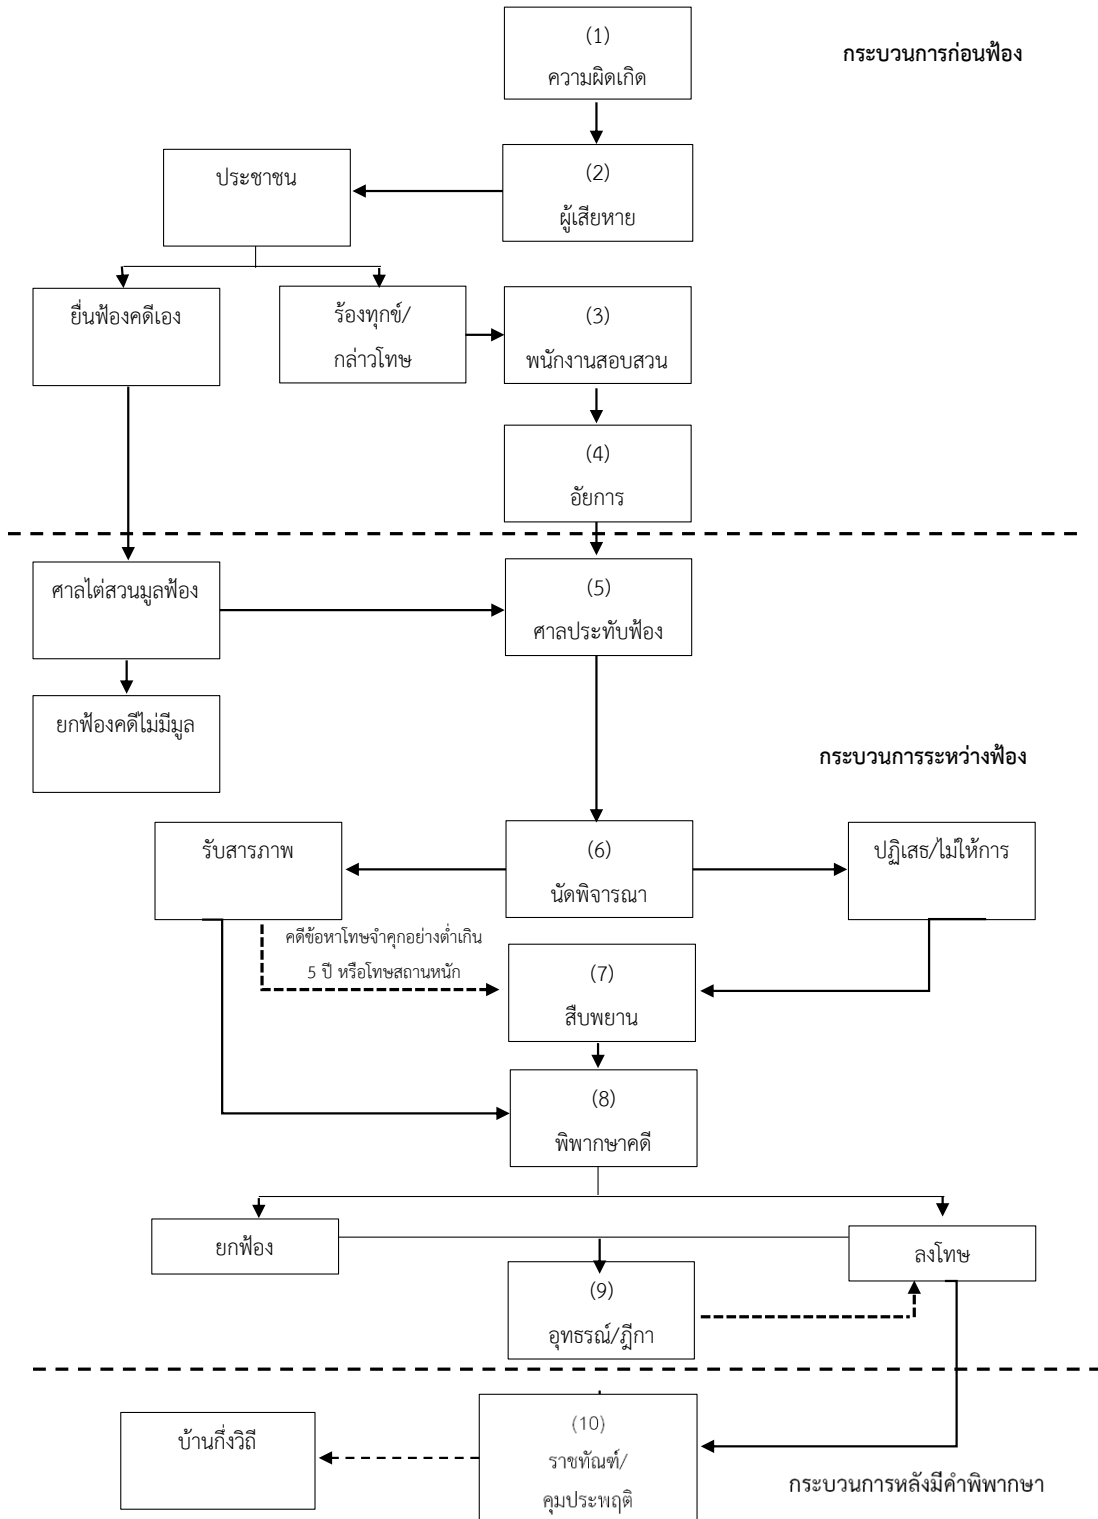 (1)
ความผิดเกิด
กระบวนการก่อนฟ้อง
ประชาชน
(2)
ผู้เสียหาย
ยื่นฟ้องคดีเอง
ร้องทุกข์/
กล่าวโทษ
(3)
พนักงานสอบสวน
(4)
อัยการ
ศาลไต่สวนมูลฟ้อง
(5)
ศาลประทับฟ้อง
ยกฟ้องคดีไม่มีมูล
กระบวนการระหว่างฟ้อง
รับสารภาพ
(6)
นัดพิจารณา
ปฏิเสธ/ไม่ให้การ
คดีข้อหาโทษจำคุกอย่างต่ำเกิน
5 ปี หรือโทษสถานหนัก
(7)
สืบพยาน
(8)
พิพากษาคดี
ยกฟ้อง
ลงโทษ
(9)
อุทธรณ์/ฎีกา
บ้านกึ่งวิถี
(10)
ราชทัณฑ์/
คุมประพฤติ
กระบวนการหลังมีคำพิพากษา